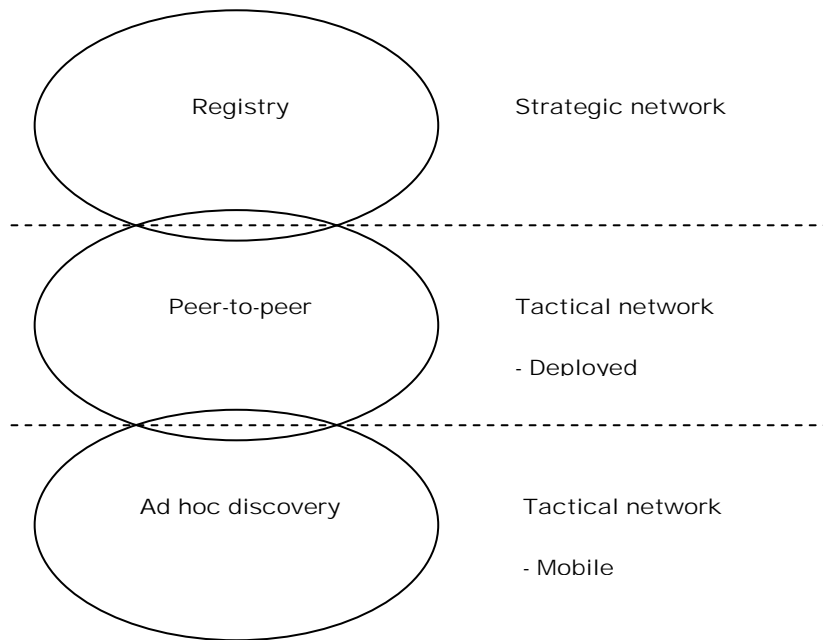 Registry Strategic network
Peer-to-peer Tactical network
- Deployed
Ad hoc discovery Tactical network
- Mobile